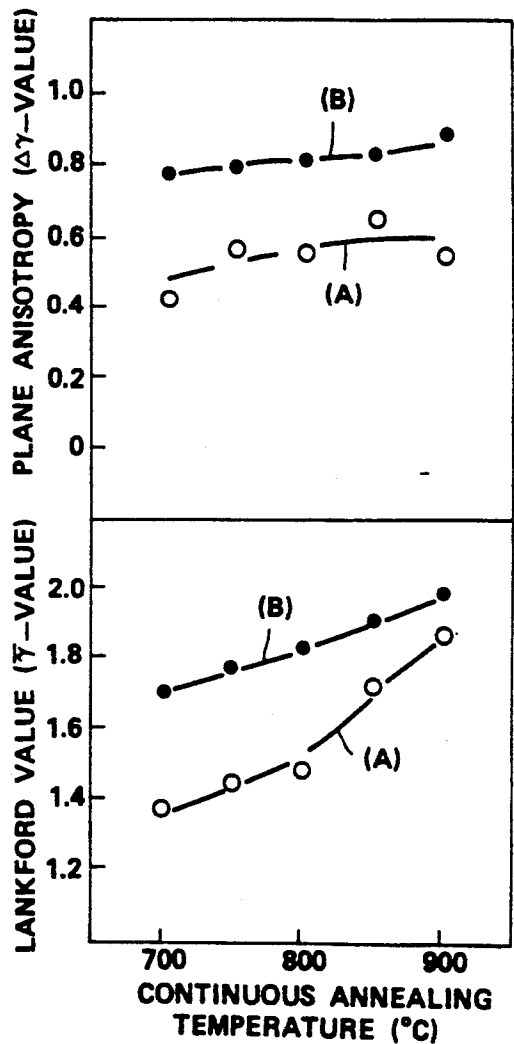 PLANE ANISOTROPY (Δγ—VALUE)
1.0
0.8
0.6
0.4
0.2
0
(B)
(A)
LANKFORD VALUE (γ̅—VALUE)
2.0
1.8
1.6
1.4
1.2
(B)
(A)
700 800 900
CONTINUOUS ANNEALING
TEMPERATURE (°C)